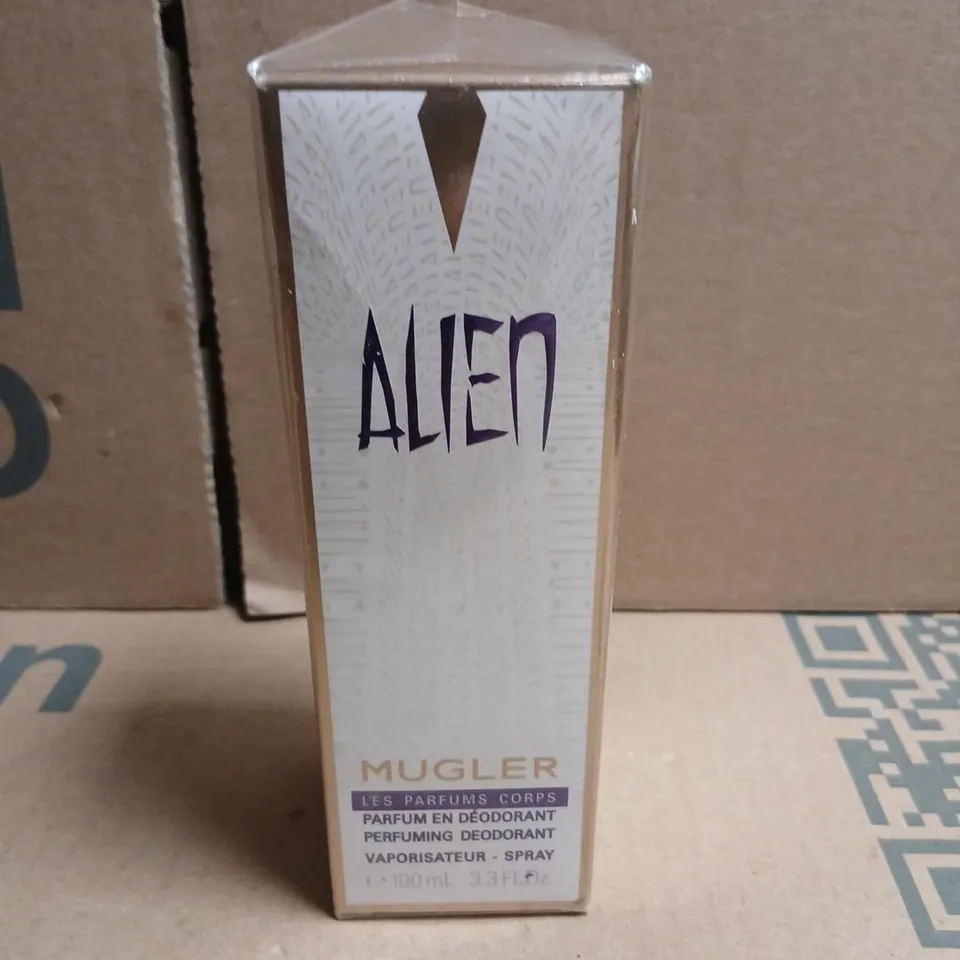 ALIEN
MUGLER
LES PARFUMS CORPS
PARFUM EN DÉODORANT
PERFUMING DEODORANT
VAPORISATEUR - SPRAY
100 mL 3.3 Fl.Oz.
n